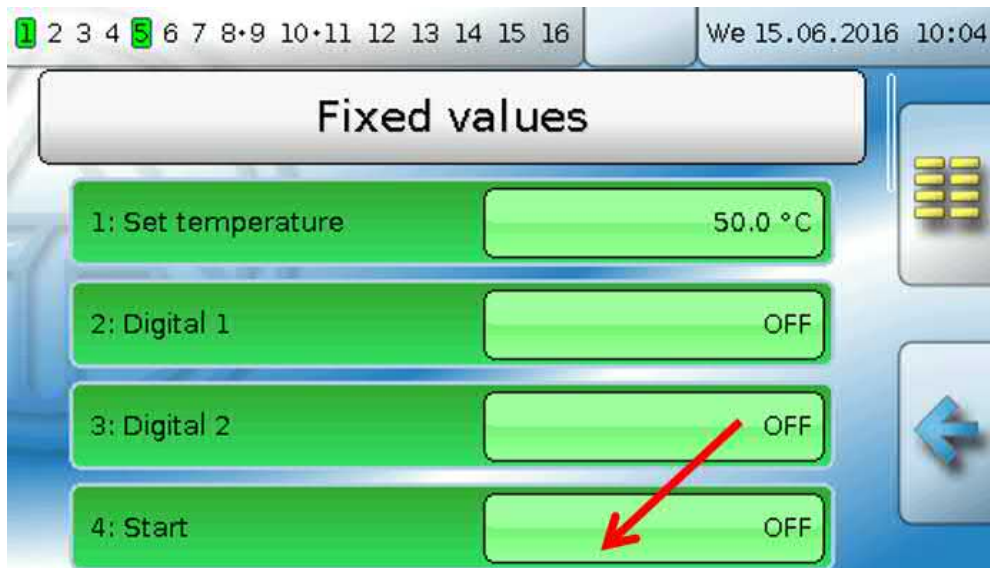 1 2 3 4 5 6 7 8•9 10•11 12 13 14 15 16 We 15.06.2016 10:04
Fixed values
1: Set temperature 50.0 °C
2: Digital 1 OFF
3: Digital 2 OFF
4: Start OFF